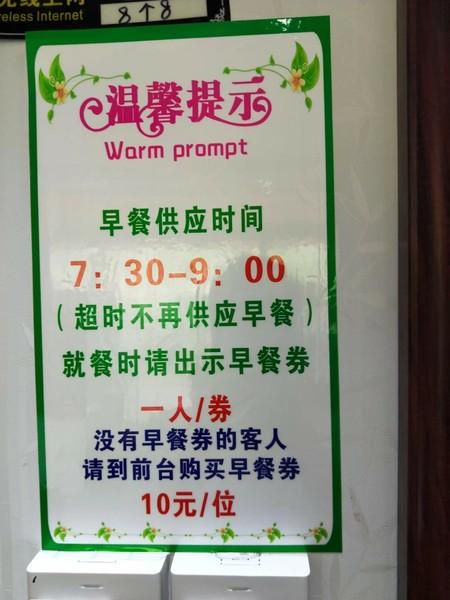 reless Internet
8个8
温馨提示
Warm prompt
早餐供应时间
7：30-9：00
（超时不再供应早餐）
就餐时请出示早餐券
一人/券
没有早餐券的客人
请到前台购买早餐券
10元/位